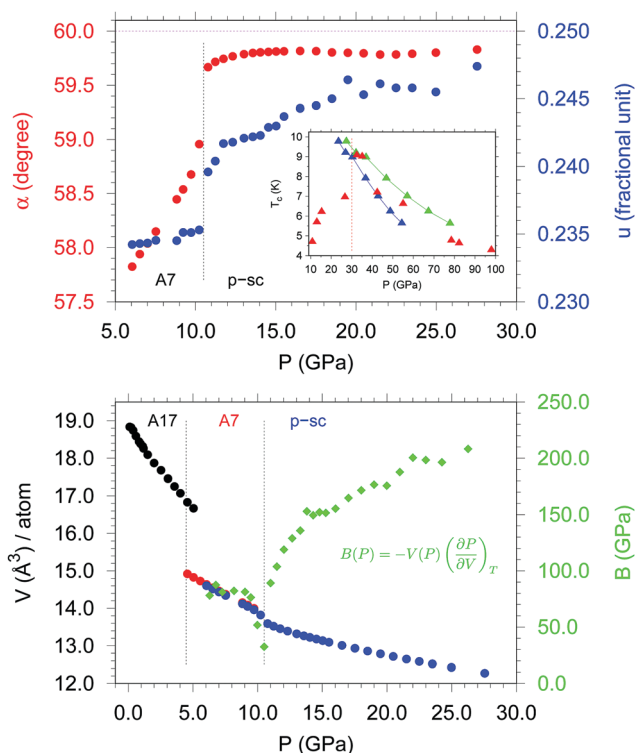 60.0
59.5
59.0
58.5
58.0
57.5
α (degree)
0.250
0.245
0.240
0.235
0.230
u (fractional unit)
A7
p-sc
10
9
8
7
6
5
4
T_c (K)
10 20 30 40 50 60 70 80 90 100
P (GPa)
5.0 10.0 15.0 20.0 25.0 30.0
P (GPa)
19.0
18.0
17.0
16.0
15.0
14.0
13.0
12.0
V (Å³) / atom
A17
A7
p-sc
B(P) = −V(P) (∂P/∂V)_T
250.0
200.0
150.0
100.0
50.0
0.0
B (GPa)
0.0 5.0 10.0 15.0 20.0 25.0 30.0
P (GPa)